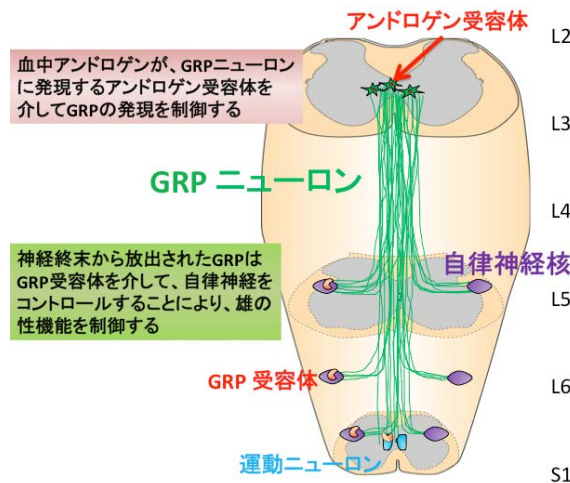 アンドロゲン受容体
L2
血中アンドロゲンが、GRPニューロン
に発現するアンドロゲン受容体を
介してGRPの発現を制御する
L3
GRP ニューロン
L4
神経終末から放出されたGRPは
GRP受容体を介して、自律神経を
コントロールすることにより、雄の
性機能を制御する
自律神経核
L5
GRP 受容体
L6
運動ニューロン
S1